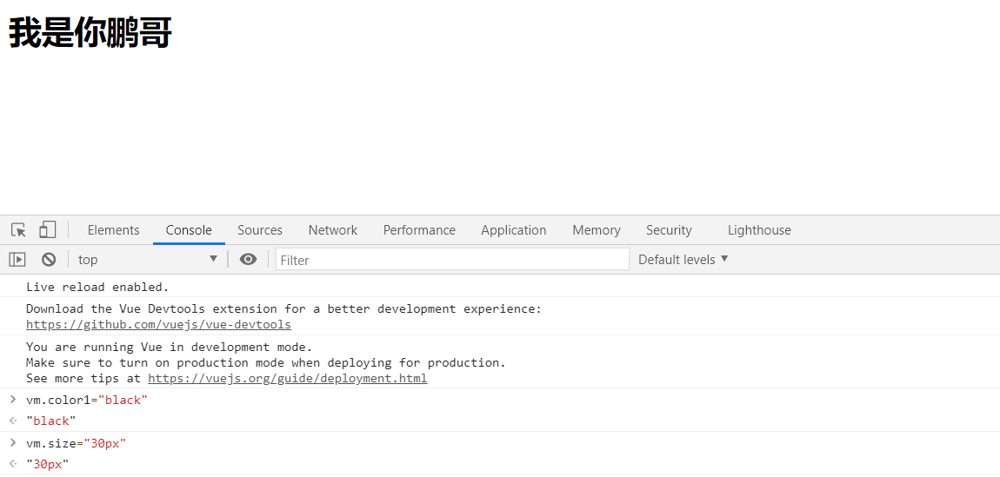 我是你鹏哥
Elements Console Sources Network Performance Application Memory Security Lighthouse
top Filter Default levels
Live reload enabled.
Download the Vue Devtools extension for a better development experience:
https://github.com/vuejs/vue-devtools
You are running Vue in development mode.
Make sure to turn on production mode when deploying for production.
See more tips at https://vuejs.org/guide/deployment.html
vm.color1="black"
"black"
vm.size="30px"
"30px"